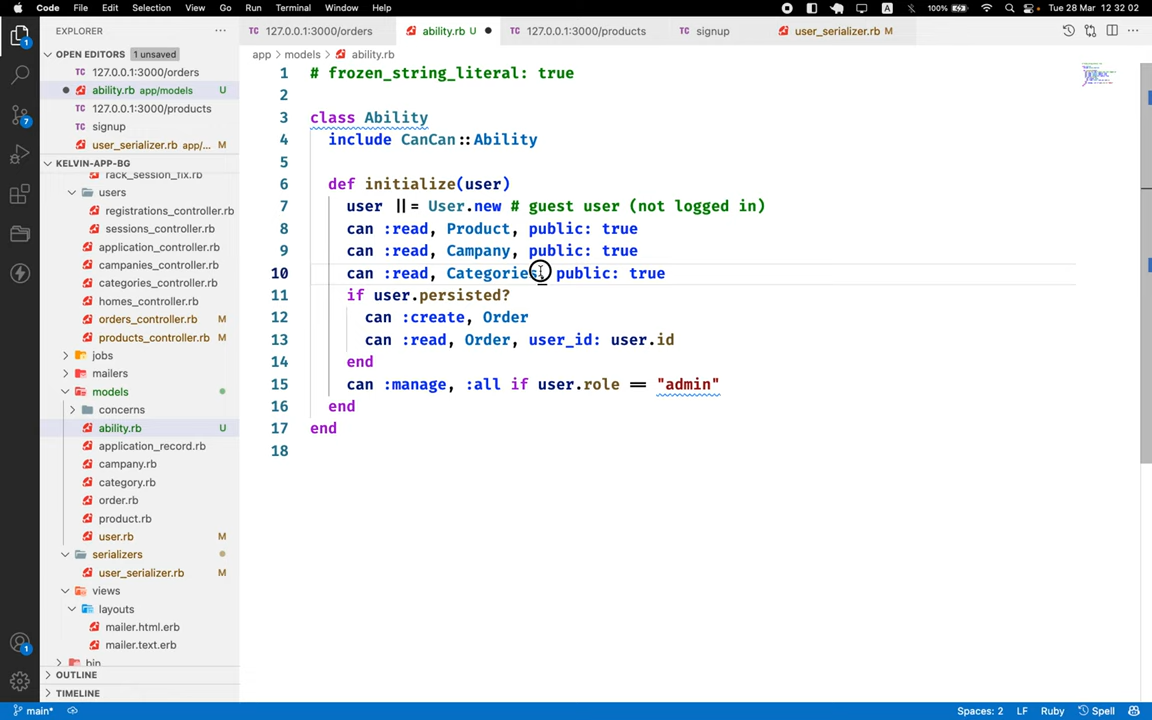 Code File Edit Selection View Go Run Terminal Window Help A 100% Tue 28 Mar 12 32 02
EXPLORER
127.0.0.1:3000/orders ability.rb U 127.0.0.1:3000/products signup user_serializer.rb M
OPEN EDITORS 1 unsaved
127.0.0.1:3000/orders
ability.rb app/models U
127.0.0.1:3000/products
signup
user_serializer.rb app/... M
KELVIN-APP-BG
rack_session_fix.rb
users
registrations_controller.rb
sessions_controller.rb
application_controller.rb
campanies_controller.rb
categories_controller.rb
homes_controller.rb
orders_controller.rb M
products_controller.rb M
jobs
mailers
models
concerns
ability.rb U
application_record.rb
campany.rb
category.rb
order.rb
product.rb
user.rb M
serializers
user_serializer.rb M
views
layouts
mailer.html.erb
mailer.text.erb
bin
OUTLINE
TIMELINE
app > models > ability.rb
1 # frozen_string_literal: true
2
3 class Ability
4 include CanCan::Ability
5
6 def initialize(user)
7 user ||= User.new # guest user (not logged in)
8 can :read, Product, public: true
9 can :read, Campany, public: true
10 can :read, Categories, public: true
11 if user.persisted?
12 can :create, Order
13 can :read, Order, user_id: user.id
14 end
15 can :manage, :all if user.role == "admin"
16 end
17 end
18
main* Spaces: 2 LF Ruby Spell